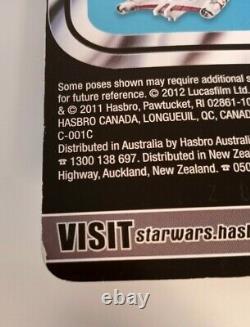 Some poses shown may require additional s
for future reference. © 2012 Lucasfilm Ltd.
& © 2011 Hasbro, Pawtucket, RI 02861-10
HASBRO CANADA, LONGUEUIL, QC, CANAD
C-001C
Distributed in Australia by Hasbro Australia
☎ 1300 138 697. Distributed in New Zeala
Highway, Auckland, New Zealand. ☎ 050
VISIT starwars.hasb